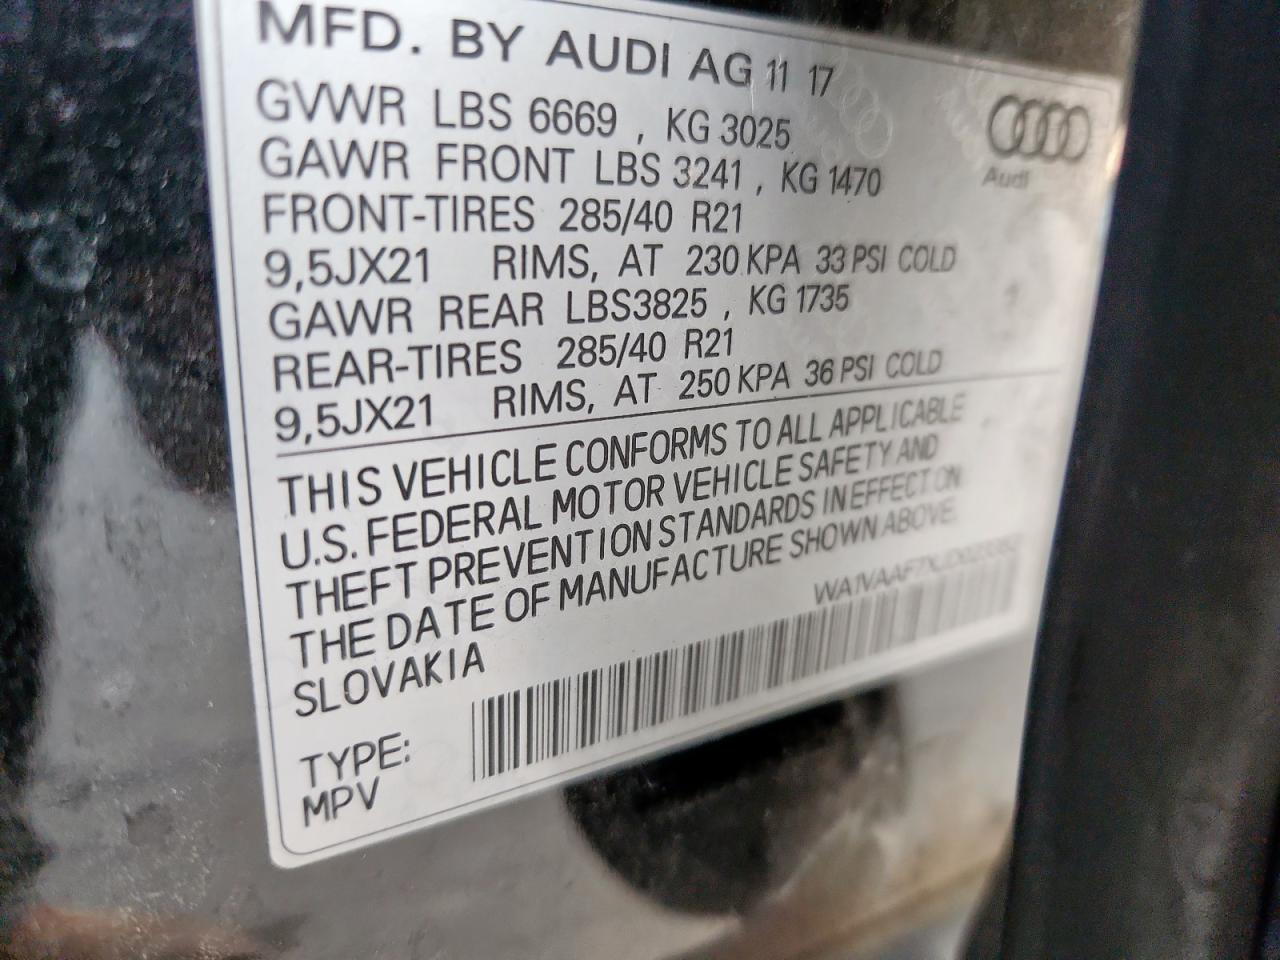 MFD. BY AUDI AG 11 17
Audi
GVWR LBS 6669 , KG 3025
GAWR FRONT LBS 3241 , KG 1470
FRONT-TIRES 285/40 R21
9,5JX21 RIMS, AT 230 KPA 33 PSI COLD
GAWR REAR LBS3825 , KG 1735
REAR-TIRES 285/40 R21
9,5JX21 RIMS, AT 250 KPA 36 PSI COLD
THIS VEHICLE CONFORMS TO ALL APPLICABLE
U.S. FEDERAL MOTOR VEHICLE SAFETY AND
THEFT PREVENTION STANDARDS IN EFFECT ON
THE DATE OF MANUFACTURE SHOWN ABOVE.
SLOVAKIA
TYPE:
MPV